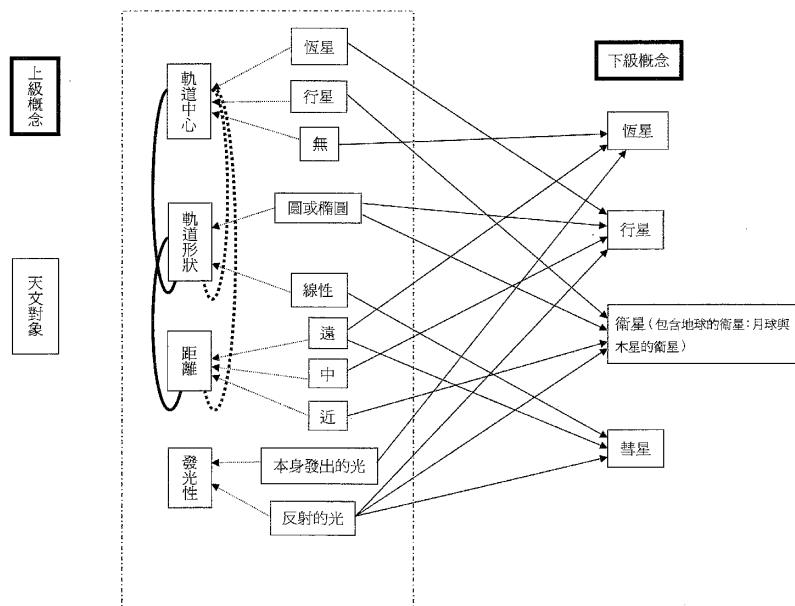 上級概念
天文對象
軌道中心
軌道形狀
距離
發光性
恆星
行星
無
圓或橢圓
線性
遠
中
近
本身發出的光
反射的光
下級概念
恆星
行星
衛星(包含地球的衛星:月球與
木星的衛星)
彗星